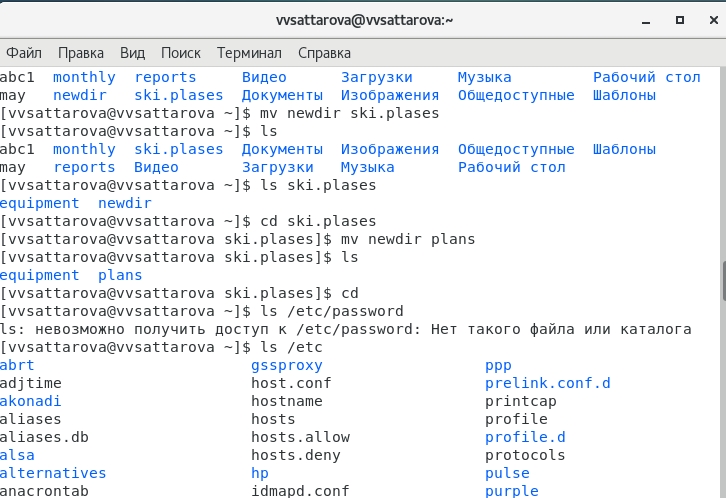 vvsattarova@vvsattarova:~
Файл Правка Вид Поиск Терминал Справка
abc1 monthly reports Видео Загрузки Музыка Рабочий стол
may newdir ski.plases Документы Изображения Общедоступные Шаблоны
[vvsattarova@vvsattarova ~]$ mv newdir ski.plases
[vvsattarova@vvsattarova ~]$ ls
abc1 monthly ski.plases Документы Изображения Общедоступные Шаблоны
may reports Видео Загрузки Музыка Рабочий стол
[vvsattarova@vvsattarova ~]$ ls ski.plases
equipment newdir
[vvsattarova@vvsattarova ~]$ cd ski.plases
[vvsattarova@vvsattarova ski.plases]$ mv newdir plans
[vvsattarova@vvsattarova ski.plases]$ ls
equipment plans
[vvsattarova@vvsattarova ski.plases]$ cd
[vvsattarova@vvsattarova ~]$ ls /etc/password
ls: невозможно получить доступ к /etc/password: Нет такого файла или каталога
[vvsattarova@vvsattarova ~]$ ls /etc
abrt gssproxy ppp
adjtime host.conf prelink.conf.d
akonadi hostname printcap
aliases hosts profile
aliases.db hosts.allow profile.d
alsa hosts.deny protocols
alternatives hp pulse
anacrontab idmapd.conf purple